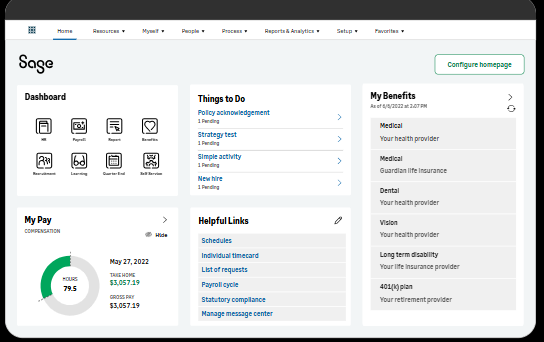 Home Resources Myself People Process Reports & Analytics Setup Favorites
Sage
Configure homepage
Dashboard
HR Payroll Report Benefits
Recruitment Learning Quarter End Self Service
Things to Do
Policy acknowledgement
1 Pending
Strategy test
1 Pending
Simple activity
1 Pending
New hire
1 Pending
My Benefits
As of 6/6/2022 at 2:07 PM
Medical
Your health provider
Medical
Guardian life insurance
Dental
Your health provider
Vision
Your health provider
Long term disability
Your life insurance provider
401(k) plan
Your retirement provider
My Pay
COMPENSATION
Hide
HOURS
79.5
May 27, 2022
TAKE HOME
$3,057.19
GROSS PAY
$3,057.19
Helpful Links
Schedules
Individual timecard
List of requests
Payroll cycle
Statutory compliance
Manage message center